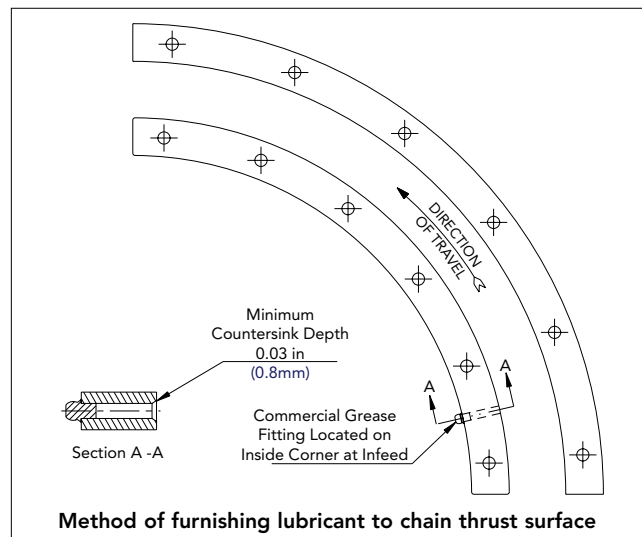 DIRECTION
OF TRAVEL
Minimum
Countersink Depth
0.03 in
(0.8mm)
A
A
Commercial Grease
Fitting Located on
Inside Corner at Infeed
Section A -A
Method of furnishing lubricant to chain thrust surface